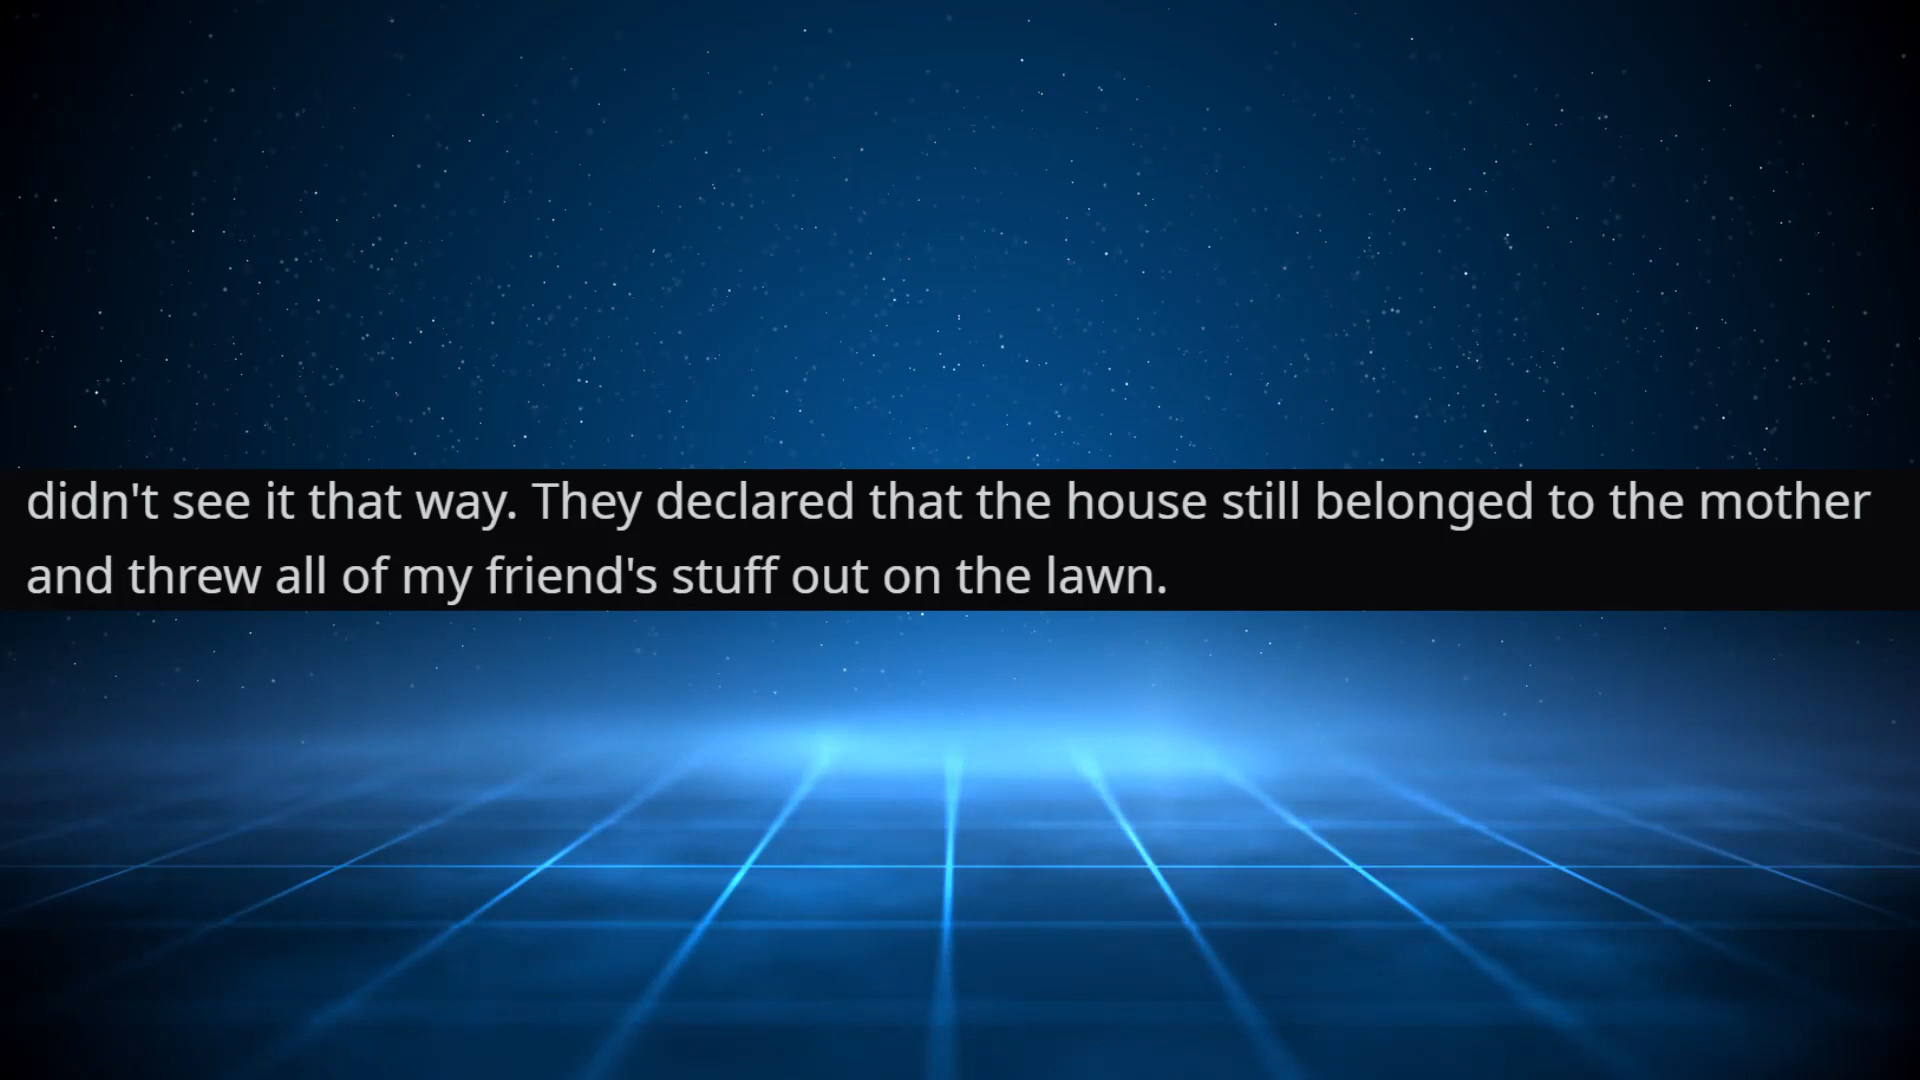 didn't see it that way. They declared that the house still belonged to the mother
and threw all of my friend's stuff out on the lawn.